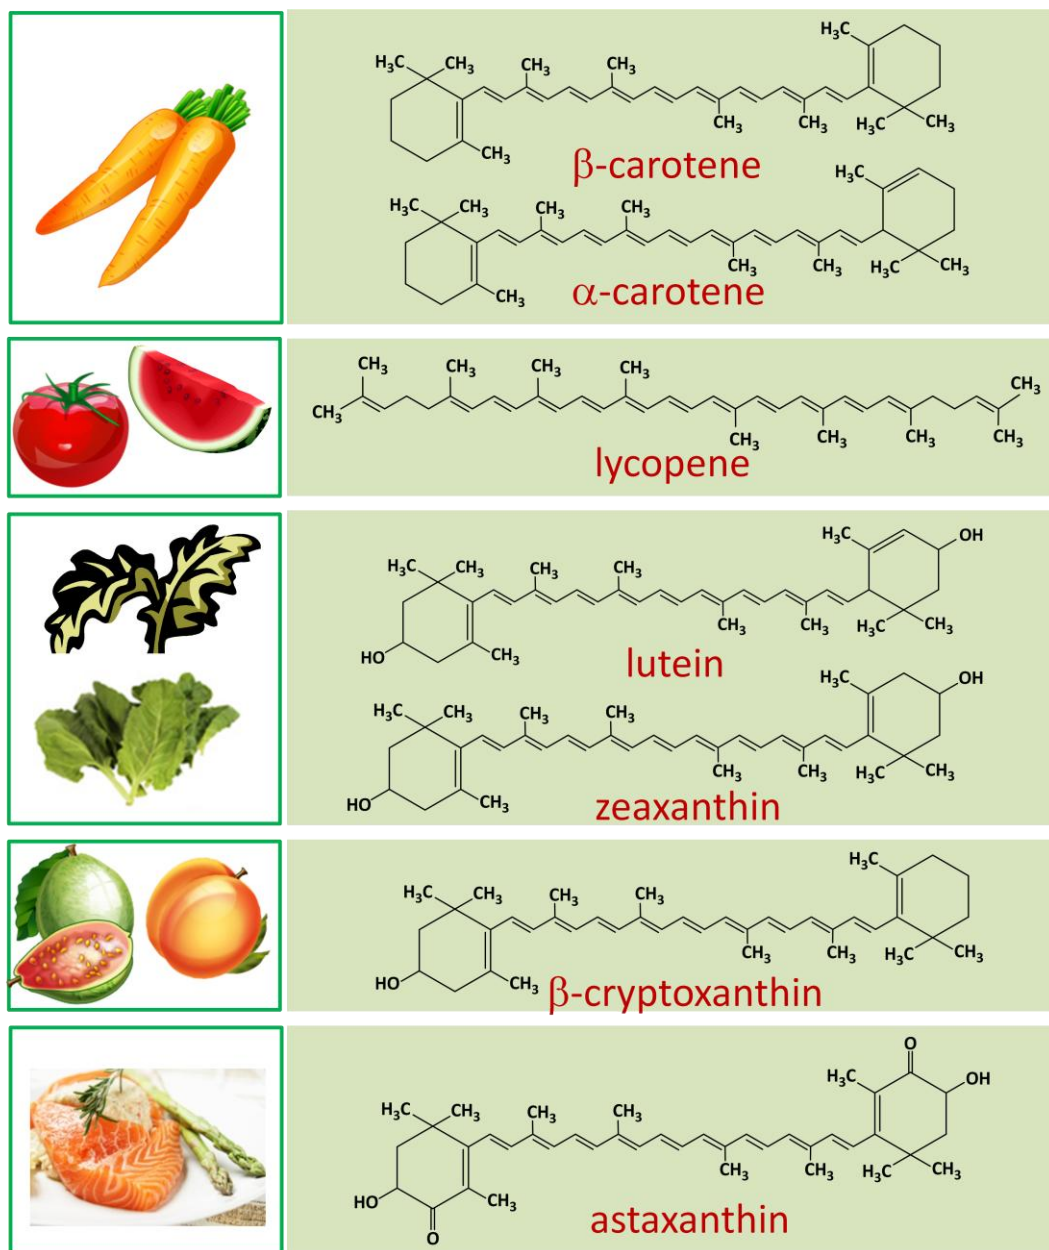 H₃C CH₃ CH₃ CH₃ H₃C
CH₃ CH₃ CH₃ H₃C CH₃
β-carotene
H₃C CH₃ CH₃ CH₃ H₃C
CH₃ CH₃ CH₃ H₃C CH₃
α-carotene
CH₃ CH₃ CH₃ CH₃ CH₃
CH₃ CH₃ CH₃ CH₃ CH₃
lycopene
H₃C CH₃ CH₃ CH₃ H₃C OH
HO CH₃ CH₃ CH₃ H₃C CH₃
lutein
H₃C CH₃ CH₃ CH₃ H₃C OH
HO CH₃ CH₃ CH₃ H₃C CH₃
zeaxanthin
H₃C CH₃ CH₃ CH₃ H₃C
HO CH₃ CH₃ CH₃ H₃C CH₃
β-cryptoxanthin
O
H₃C CH₃ CH₃ CH₃ H₃C OH
HO CH₃ CH₃ CH₃ H₃C CH₃
O
astaxanthin